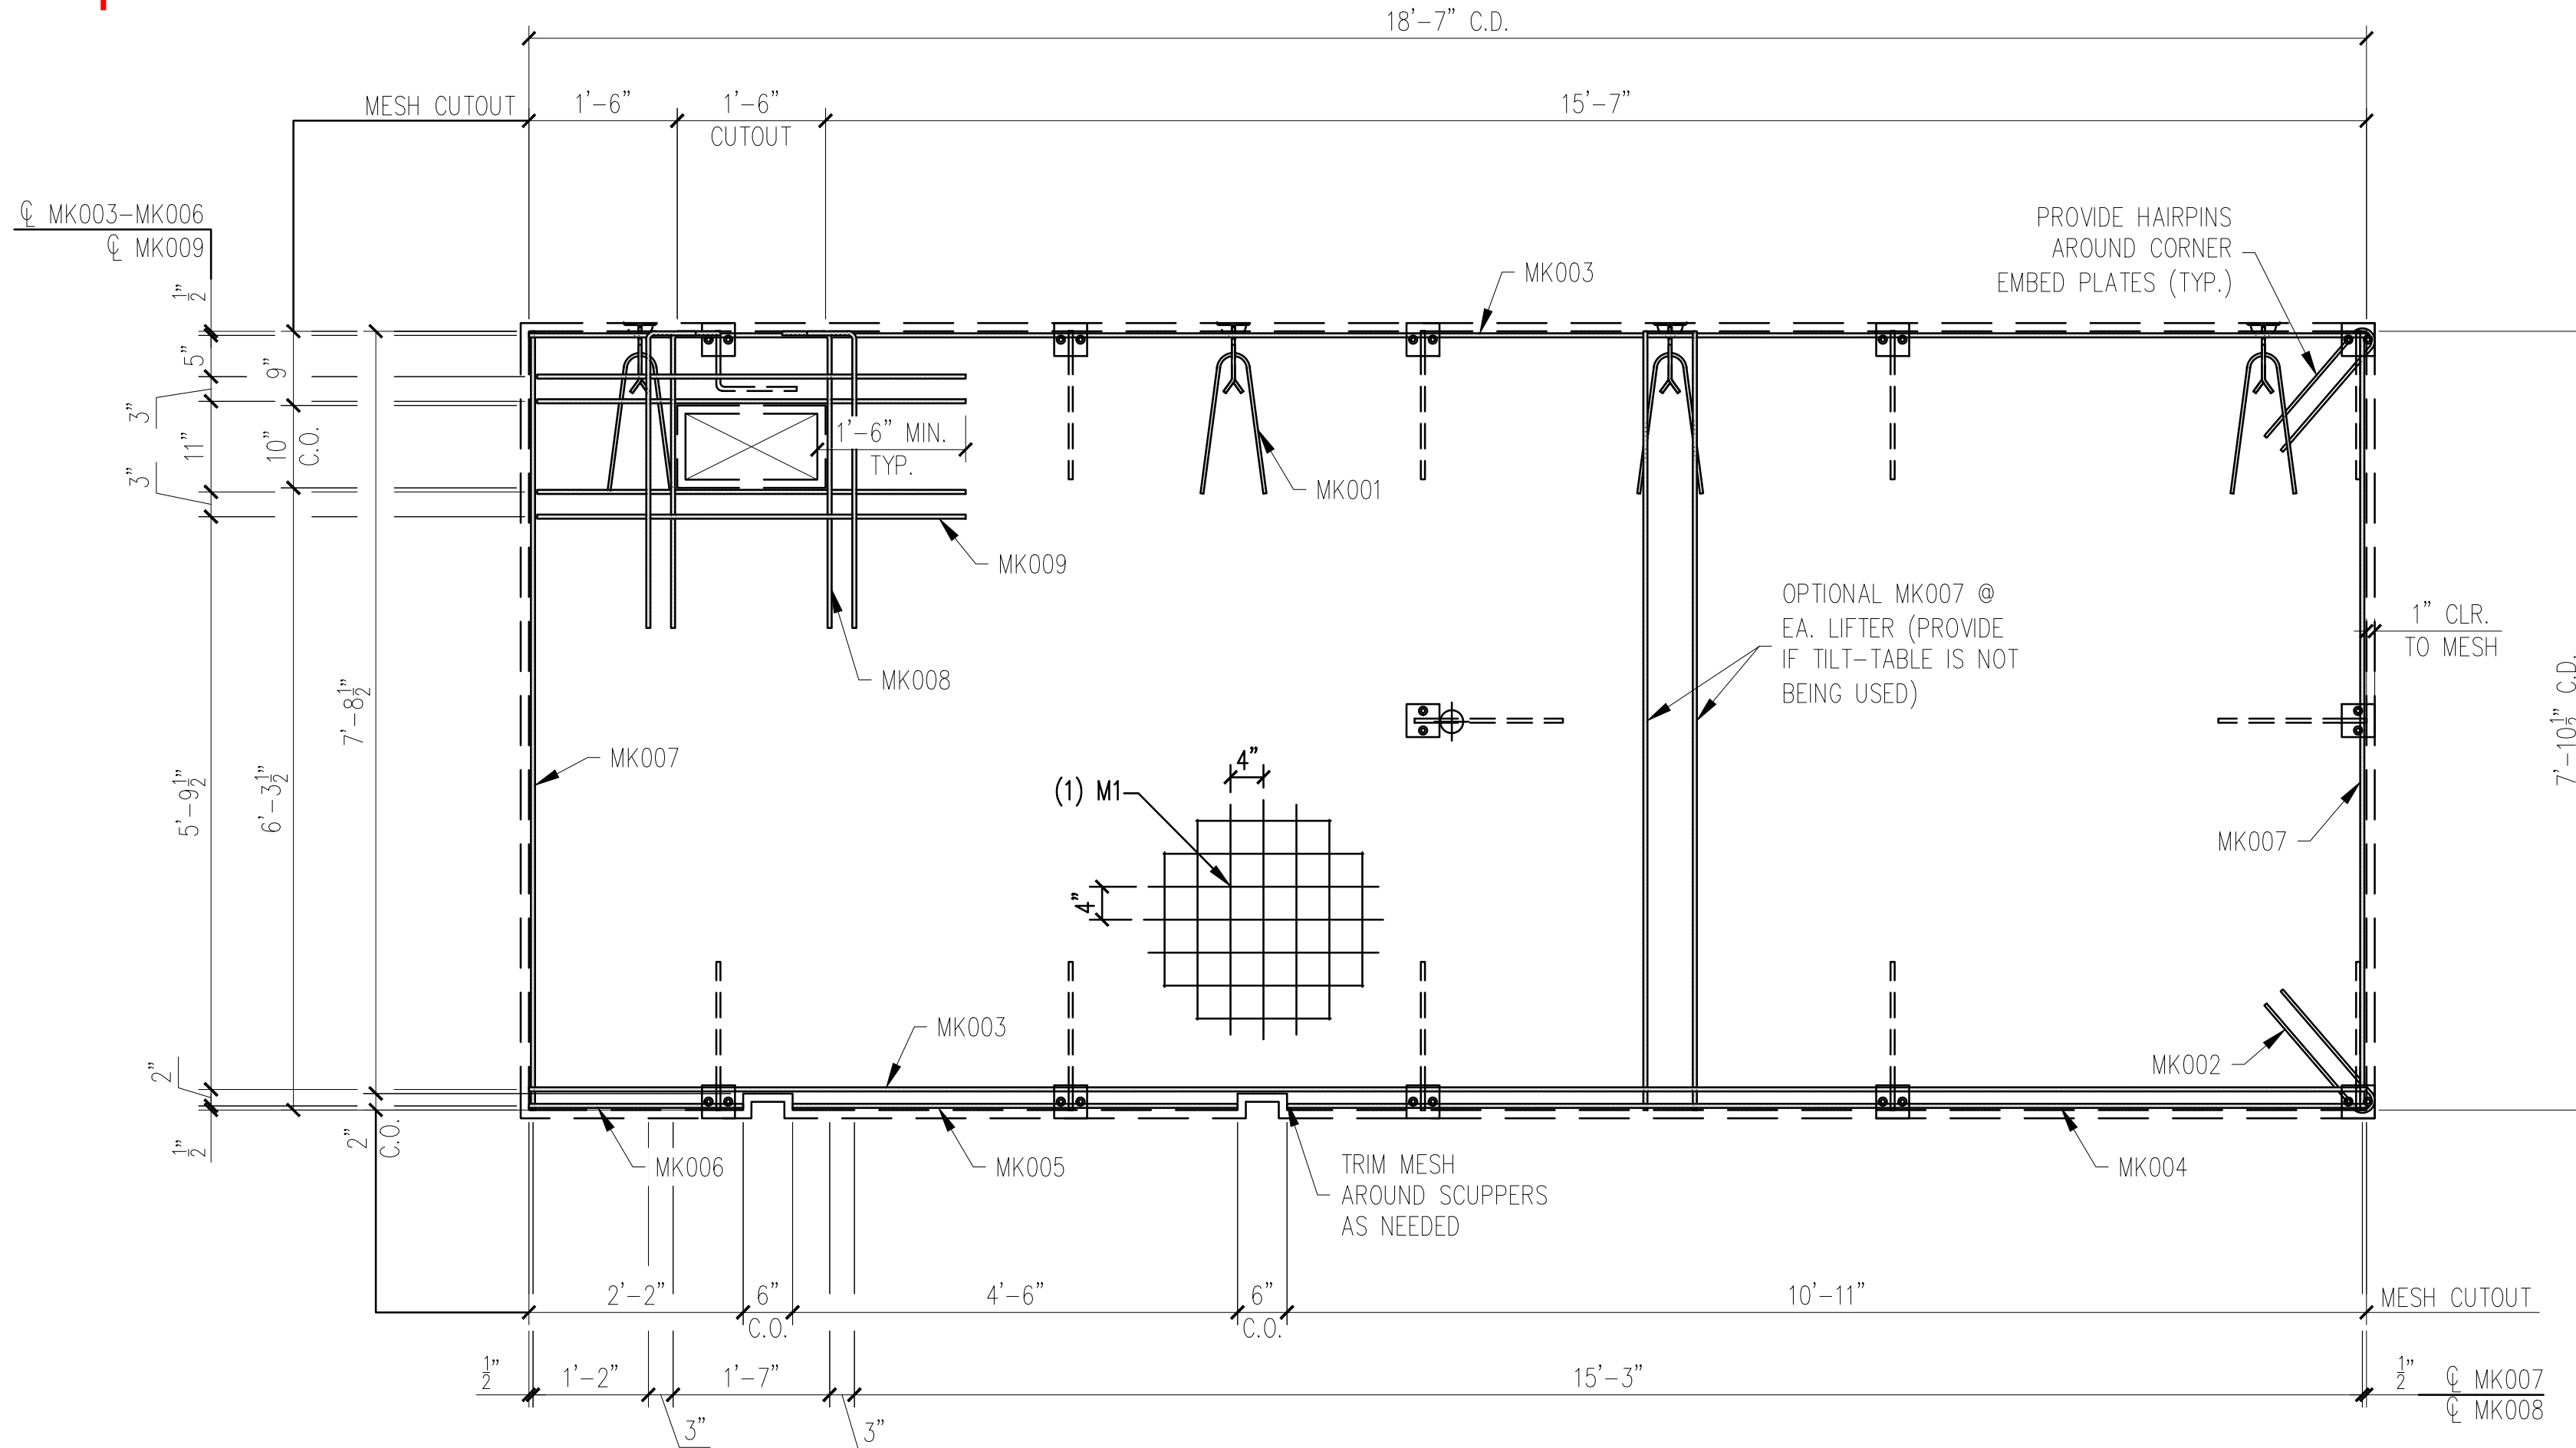 18'-7" C.D.
MESH CUTOUT
1'-6"
1'-6"
CUTOUT
15'-7"
℄ MK003-MK006
℄ MK009
PROVIDE HAIRPINS
AROUND CORNER
EMBED PLATES (TYP.)
MK003
1/2"
5"
9"
3"
11"
10"
C.O.
3"
1'-6" MIN.
TYP.
MK001
MK009
OPTIONAL MK007 @
EA. LIFTER (PROVIDE
IF TILT-TABLE IS NOT
BEING USED)
1" CLR.
TO MESH
MK008
7'-8 1/2"
7'-10 1/2" C.D.
MK007
4"
(1) M1
5'-9 1/2"
6'-3 1/2"
MK007
4"
MK003
MK002
2"
1/2"
2"
C.O.
MK006
MK005
TRIM MESH
AROUND SCUPPERS
AS NEEDED
MK004
2'-2"
6"
C.O.
4'-6"
6"
C.O.
10'-11"
MESH CUTOUT
1/2"
1'-2"
3"
1'-7"
3"
15'-3"
1/2"
℄ MK007
℄ MK008